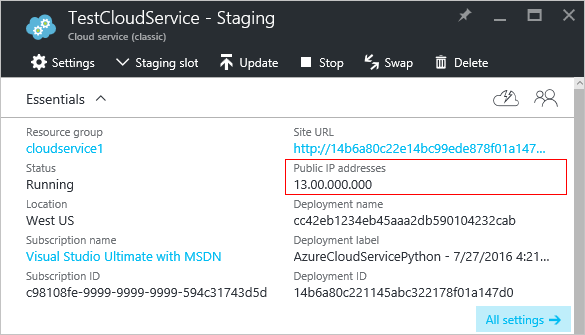 TestCloudService - Staging
Cloud service (classic)
Settings Staging slot Update Stop Swap Delete
Essentials
Resource group
cloudservice1
Status
Running
Location
West US
Subscription name
Visual Studio Ultimate with MSDN
Subscription ID
c98108fe-9999-9999-9999-594c31743d5d
Site URL
http://14b6a80c22e14bc99ede878f01a147...
Public IP addresses
13.00.000.000
Deployment name
cc42eb1234eb45aaa2db590104232cab
Deployment label
AzureCloudServicePython - 7/27/2016 4:21...
Deployment ID
14b6a80c221145abc322178f01a147d0
All settings